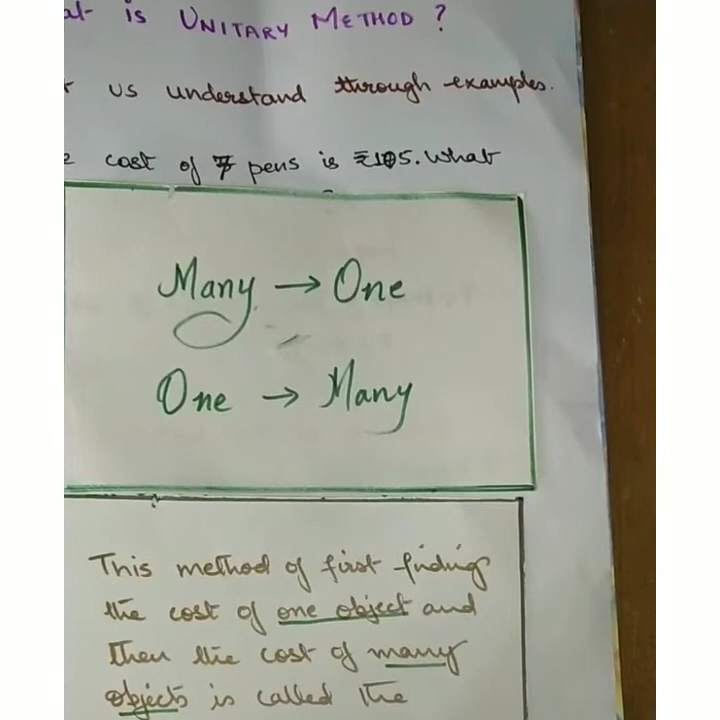 is UNITARY METHOD ?
us understand through examples.
cost of 7 pens is ₹105. What
Many → One
One → Many
This method of first finding
the cost of one object and
then the cost of many
objects is called the